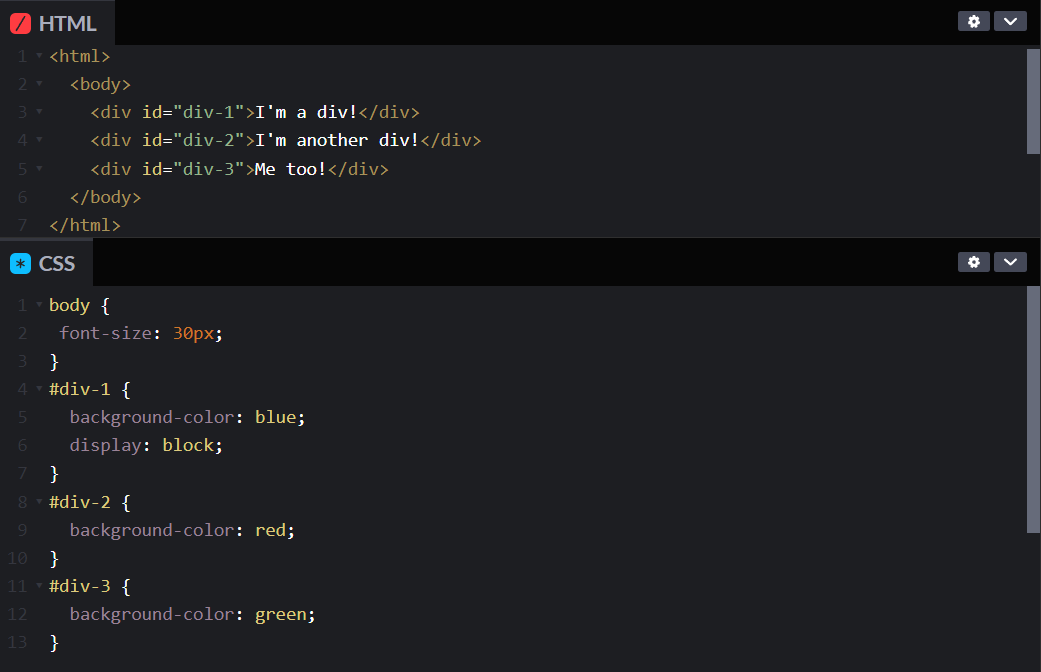 HTML
1 <html>
2 <body>
3 <div id="div-1">I'm a div!</div>
4 <div id="div-2">I'm another div!</div>
5 <div id="div-3">Me too!</div>
6 </body>
7 </html>
CSS
1 body {
2 font-size: 30px;
3 }
4 #div-1 {
5 background-color: blue;
6 display: block;
7 }
8 #div-2 {
9 background-color: red;
10 }
11 #div-3 {
12 background-color: green;
13 }